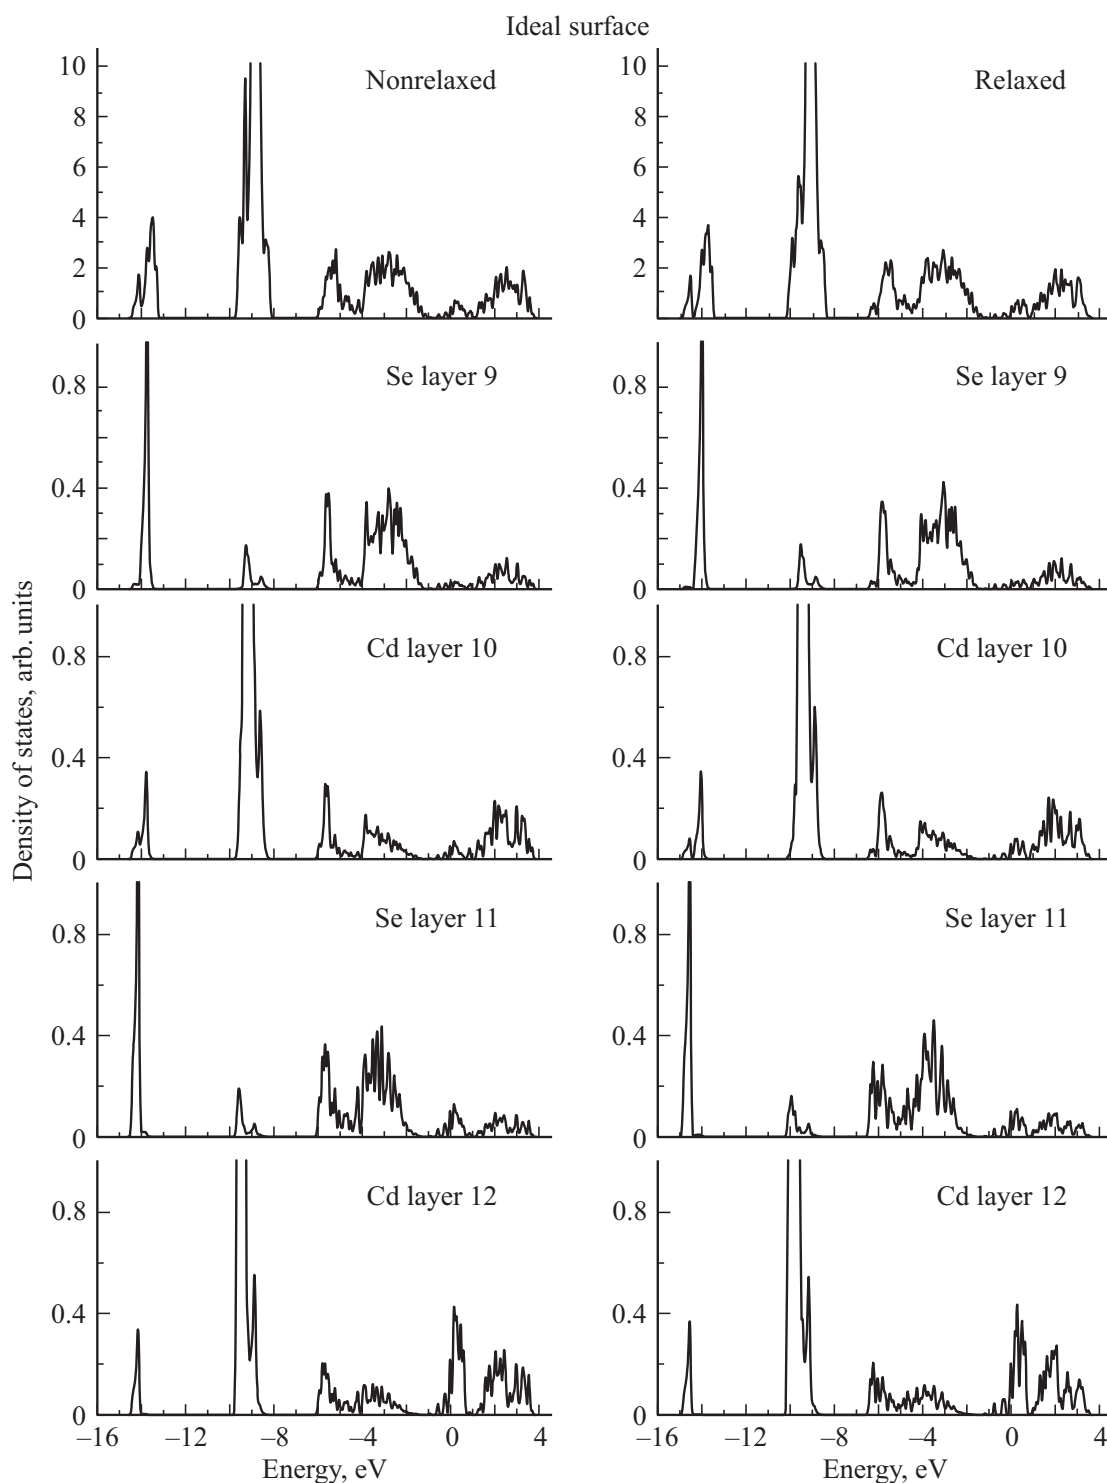 Ideal surface
Nonrelaxed
Relaxed
10
8
6
4
2
0
10
8
6
4
2
0
Se layer 9
Se layer 9
0.8
0.4
0
0.8
0.4
0
Cd layer 10
Cd layer 10
0.8
0.4
0
0.8
0.4
0
Se layer 11
Se layer 11
0.8
0.4
0
0.8
0.4
0
Cd layer 12
Cd layer 12
0.8
0.4
0
0.8
0.4
0
Density of states, arb. units
–16 –12 –8 –4 0 4
–16 –12 –8 –4 0 4
Energy, eV
Energy, eV